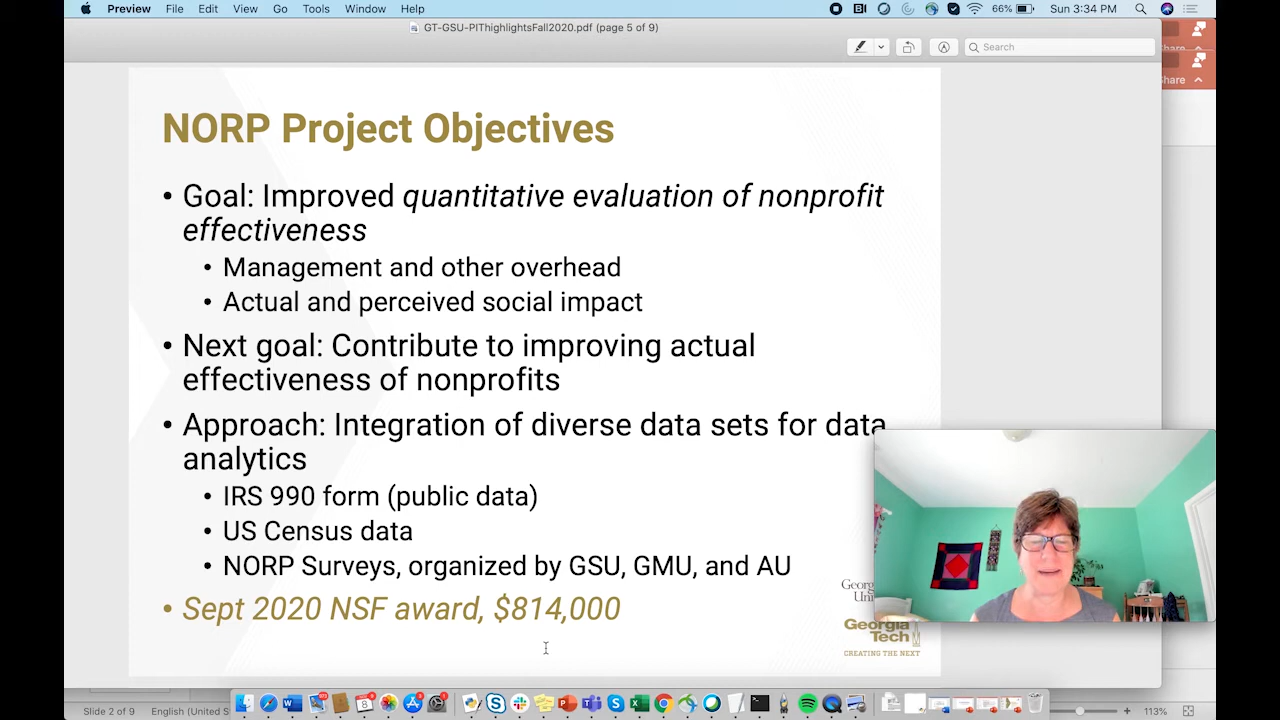 Preview File Edit View Go Tools Window Help
66% Sun 3:34 PM
GT-GSU-PIThighlightsFall2020.pdf (page 5 of 9)
Search
Share
Share
NORP Project Objectives
• Goal: Improved quantitative evaluation of nonprofit
effectiveness
• Management and other overhead
• Actual and perceived social impact
• Next goal: Contribute to improving actual
effectiveness of nonprofits
• Approach: Integration of diverse data sets for data
analytics
• IRS 990 form (public data)
• US Census data
• NORP Surveys, organized by GSU, GMU, and AU
• Sept 2020 NSF award, $814,000
Georgia
Tech
CREATING THE NEXT
Slide 2 of 9 English (United S
113%